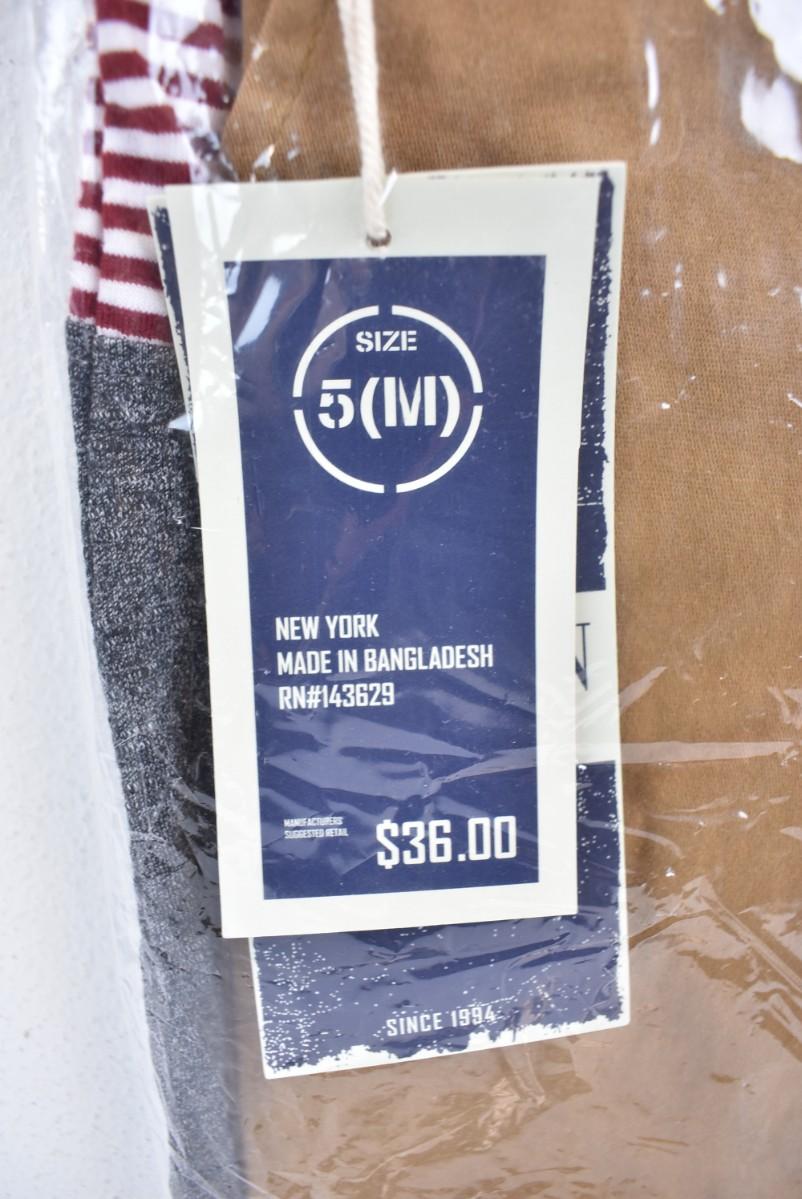 SIZE
5(M)
NEW YORK
MADE IN BANGLADESH
RN#143629
MANUFACTURERS'
SUGGESTED RETAIL
$36.00
N
SINCE 1994